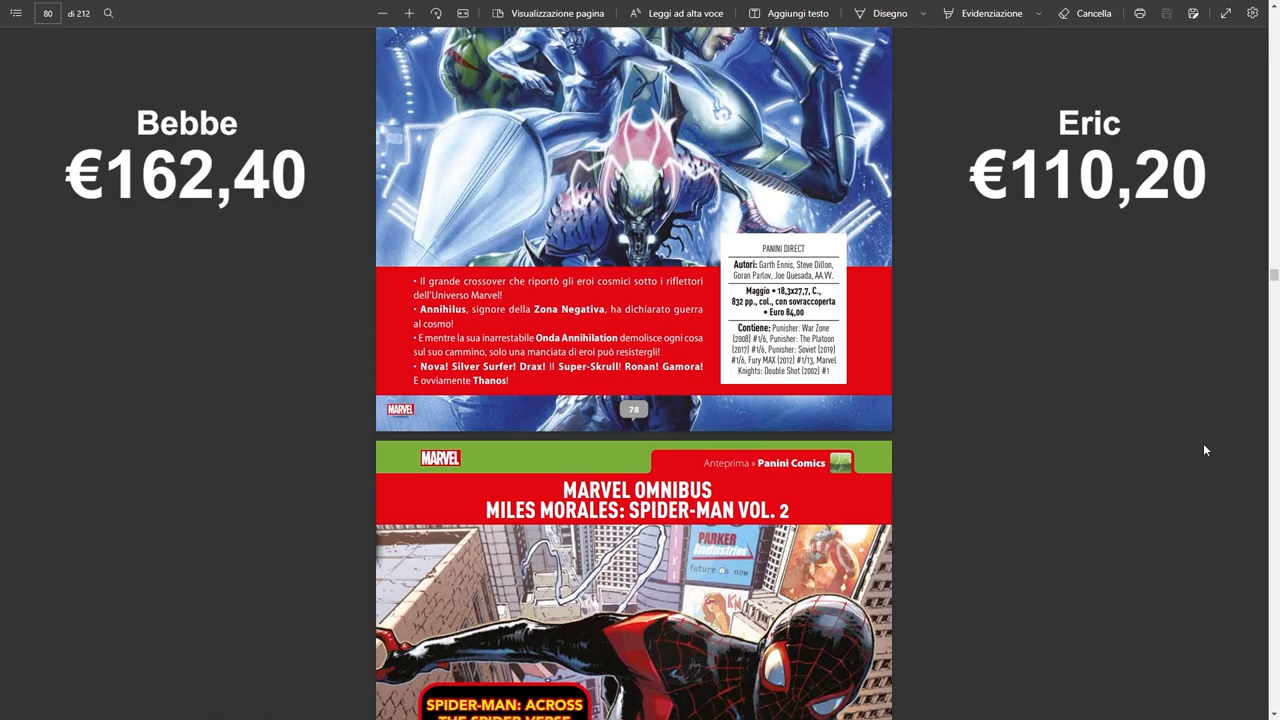 80 di 212 Visualizzazione pagina Leggi ad alta voce Aggiungi testo Disegno Evidenziazione Cancella
Bebbe
€162,40
Eric
€110,20
• Il grande crossover che riportò gli eroi cosmici sotto i riflettori
dell'Universo Marvel!
• Annihilus, signore della Zona Negativa, ha dichiarato guerra
al cosmo!
• E mentre la sua inarrestabile Onda Annihilation demolisce ogni cosa
sul suo cammino, solo una manciata di eroi può resistergli!
• Nova! Silver Surfer! Drax! Il Super-Skrull! Ronan! Gamora!
E ovviamente Thanos!
PANINI DIRECT
Autori: Garth Ennis, Steve Dillon,
Goran Parlov, Joe Quesada, AA.VV.
Maggio • 18,3x27,7, C.,
832 pp., col., con sovraccoperta
• Euro 84,00
Contiene: Punisher: War Zone
(2008) #1/6, Punisher: The Platoon
(2017) #1/6, Punisher: Soviet (2019)
#1/6, Fury MAX (2012) #1/13, Marvel
Knights: Double Shot (2002) #1
MARVEL
78
MARVEL
Anteprima » Panini Comics
MARVEL OMNIBUS
MILES MORALES: SPIDER-MAN VOL. 2
PARKER
Industries
future is now
SPIDER-MAN: ACROSS
THE SPIDER-VERSE